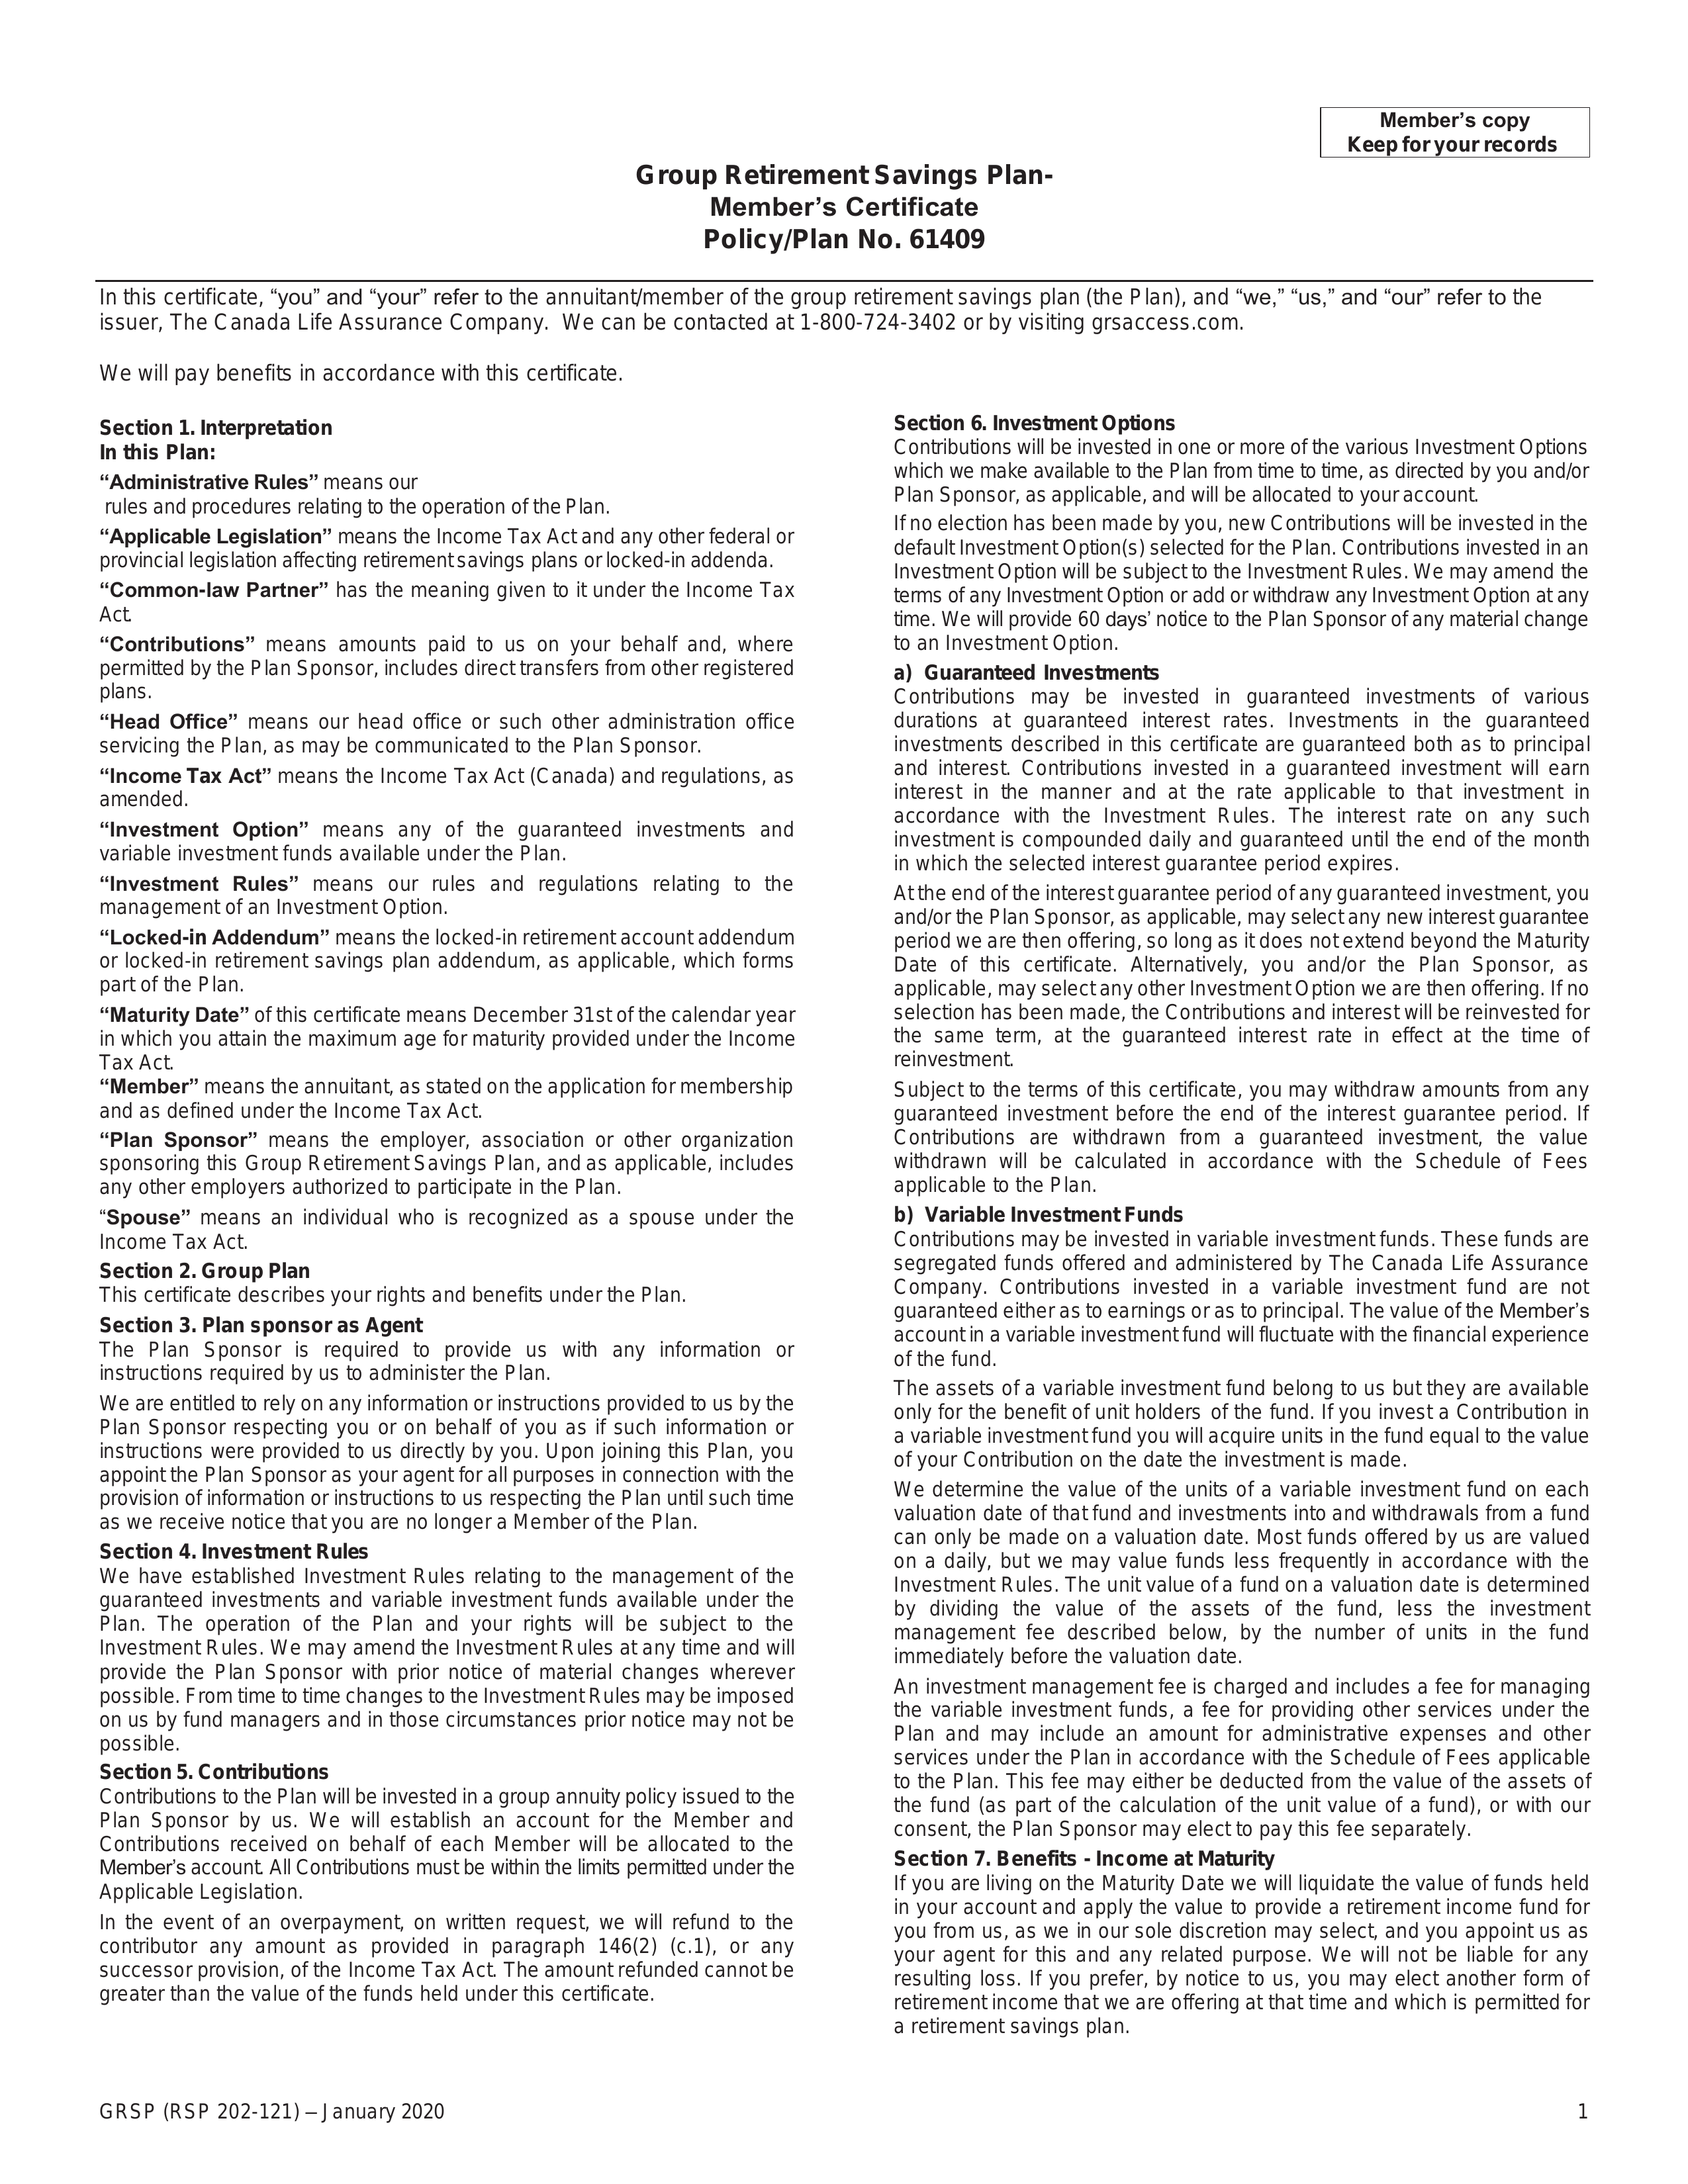 Member's copy
Keep for your records
Group Retirement Savings Plan-
Member's Certificate
Policy/Plan No. 61409
In this certificate, “you” and “your” refer to the annuitant/member of the group retirement savings plan (the Plan), and “we,” “us,” and “our” refer to the
issuer, The Canada Life Assurance Company.  We can be contacted at 1-800-724-3402 or by visiting grsaccess.com.
We will pay benefits in accordance with this certificate.
Section 1. Interpretation
In this Plan:
“Administrative Rules” means our
rules and procedures relating to the operation of the Plan.
“Applicable Legislation” means the Income Tax Act and any other federal or
provincial legislation affecting retirement savings plans or locked-in addenda.
“Common-law Partner” has the meaning given to it under the Income Tax
Act.
“Contributions” means amounts paid to us on your behalf and, where
permitted by the Plan Sponsor, includes direct transfers from other registered
plans.
“Head Office” means our head office or such other administration office
servicing the Plan, as may be communicated to the Plan Sponsor.
“Income Tax Act” means the Income Tax Act (Canada) and regulations, as
amended.
“Investment Option” means any of the guaranteed investments and
variable investment funds available under the Plan.
“Investment Rules” means our rules and regulations relating to the
management of an Investment Option.
“Locked-in Addendum” means the locked-in retirement account addendum
or locked-in retirement savings plan addendum, as applicable, which forms
part of the Plan.
“Maturity Date” of this certificate means December 31st of the calendar year
in which you attain the maximum age for maturity provided under the Income
Tax Act.
“Member” means the annuitant, as stated on the application for membership
and as defined under the Income Tax Act.
“Plan Sponsor” means the employer, association or other organization
sponsoring this Group Retirement Savings Plan, and as applicable, includes
any other employers authorized to participate in the Plan.
“Spouse” means an individual who is recognized as a spouse under the
Income Tax Act.
Section 2. Group Plan
This certificate describes your rights and benefits under the Plan.
Section 3. Plan sponsor as Agent
The Plan Sponsor is required to provide us with any information or
instructions required by us to administer the Plan.
We are entitled to rely on any information or instructions provided to us by the
Plan Sponsor respecting you or on behalf of you as if such information or
instructions were provided to us directly by you. Upon joining this Plan, you
appoint the Plan Sponsor as your agent for all purposes in connection with the
provision of information or instructions to us respecting the Plan until such time
as we receive notice that you are no longer a Member of the Plan.
Section 4. Investment Rules
We have established Investment Rules relating to the management of the
guaranteed investments and variable investment funds available under the
Plan. The operation of the Plan and your rights will be subject to the
Investment Rules. We may amend the Investment Rules at any time and will
provide the Plan Sponsor with prior notice of material changes wherever
possible. From time to time changes to the Investment Rules may be imposed
on us by fund managers and in those circumstances prior notice may not be
possible.
Section 5. Contributions
Contributions to the Plan will be invested in a group annuity policy issued to the
Plan Sponsor by us. We will establish an account for the Member and
Contributions received on behalf of each Member will be allocated to the
Member's account. All Contributions must be within the limits permitted under the
Applicable Legislation.
In the event of an overpayment, on written request, we will refund to the
contributor any amount as provided in paragraph 146(2) (c.1), or any
successor provision, of the Income Tax Act. The amount refunded cannot be
greater than the value of the funds held under this certificate.
Section 6. Investment Options
Contributions will be invested in one or more of the various Investment Options
which we make available to the Plan from time to time, as directed by you and/or
Plan Sponsor, as applicable, and will be allocated to your account.
If no election has been made by you, new Contributions will be invested in the
default Investment Option(s) selected for the Plan. Contributions invested in an
Investment Option will be subject to the Investment Rules. We may amend the
terms of any Investment Option or add or withdraw any Investment Option at any
time. We will provide 60 days' notice to the Plan Sponsor of any material change
to an Investment Option.
a)  Guaranteed Investments
Contributions may be invested in guaranteed investments of various
durations at guaranteed interest rates. Investments in the guaranteed
investments described in this certificate are guaranteed both as to principal
and interest. Contributions invested in a guaranteed investment will earn
interest in the manner and at the rate applicable to that investment in
accordance with the Investment Rules. The interest rate on any such
investment is compounded daily and guaranteed until the end of the month
in which the selected interest guarantee period expires.
At the end of the interest guarantee period of any guaranteed investment, you
and/or the Plan Sponsor, as applicable, may select any new interest guarantee
period we are then offering, so long as it does not extend beyond the Maturity
Date of this certificate. Alternatively, you and/or the Plan Sponsor, as
applicable, may select any other Investment Option we are then offering. If no
selection has been made, the Contributions and interest will be reinvested for
the same term, at the guaranteed interest rate in effect at the time of
reinvestment.
Subject to the terms of this certificate, you may withdraw amounts from any
guaranteed investment before the end of the interest guarantee period. If
Contributions are withdrawn from a guaranteed investment, the value
withdrawn will be calculated in accordance with the Schedule of Fees
applicable to the Plan.
b)  Variable Investment Funds
Contributions may be invested in variable investment funds. These funds are
segregated funds offered and administered by The Canada Life Assurance
Company. Contributions invested in a variable investment fund are not
guaranteed either as to earnings or as to principal. The value of the Member's
account in a variable investment fund will fluctuate with the financial experience
of the fund.
The assets of a variable investment fund belong to us but they are available
only for the benefit of unit holders of the fund. If you invest a Contribution in
a variable investment fund you will acquire units in the fund equal to the value
of your Contribution on the date the investment is made.
We determine the value of the units of a variable investment fund on each
valuation date of that fund and investments into and withdrawals from a fund
can only be made on a valuation date. Most funds offered by us are valued
on a daily, but we may value funds less frequently in accordance with the
Investment Rules. The unit value of a fund on a valuation date is determined
by dividing the value of the assets of the fund, less the investment
management fee described below, by the number of units in the fund
immediately before the valuation date.
An investment management fee is charged and includes a fee for managing
the variable investment funds, a fee for providing other services under the
Plan and may include an amount for administrative expenses and other
services under the Plan in accordance with the Schedule of Fees applicable
to the Plan. This fee may either be deducted from the value of the assets of
the fund (as part of the calculation of the unit value of a fund), or with our
consent, the Plan Sponsor may elect to pay this fee separately.
Section 7. Benefits - Income at Maturity
If you are living on the Maturity Date we will liquidate the value of funds held
in your account and apply the value to provide a retirement income fund for
you from us, as we in our sole discretion may select, and you appoint us as
your agent for this and any related purpose. We will not be liable for any
resulting loss. If you prefer, by notice to us, you may elect another form of
retirement income that we are offering at that time and which is permitted for
a retirement savings plan.
GRSP (RSP 202-121) – January 2020
1